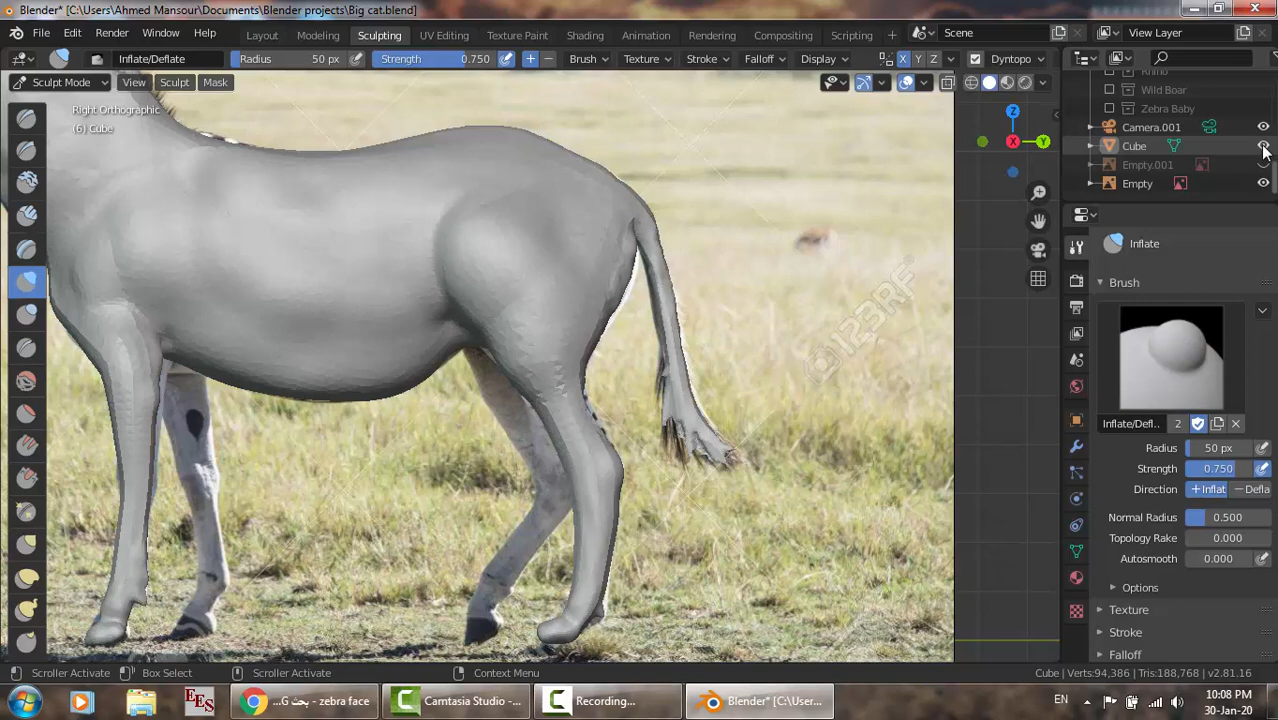 Blender* [C:\Users\Ahmed Mansour\Documents\Blender projects\Big cat.blend]
File Edit Render Window Help Layout Modeling Sculpting UV Editing Texture Paint Shading Animation Rendering Compositing Scripting Scene View Layer
Inflate/Deflate Radius 50 px Strength 0.750 Brush Texture Stroke Falloff Display X Y Z Dyntopo
Sculpt Mode View Sculpt Mask
Rhino
Wild Boar
Zebra Baby
Right Orthographic
(6) Cube
Camera.001
Cube
Empty.001
Empty
Z
X Y
Inflate
Brush
123RF
Inflate/Defl.. 2
Radius 50 px
Strength 0.750
Direction +Inflat −Defla
Normal Radius 0.500
Topology Rake 0.000
Autosmooth 0.000
Options
Texture
Stroke
Falloff
Scroller Activate Box Select Scroller Activate Context Menu Cube | Verts:94,386 | Tris:188,768 | v2.81.16
EES ...G بحث - zebra face Camtasia Studio -... Recording... Blender* [C:\User... EN 10:08 PM
30-Jan-20